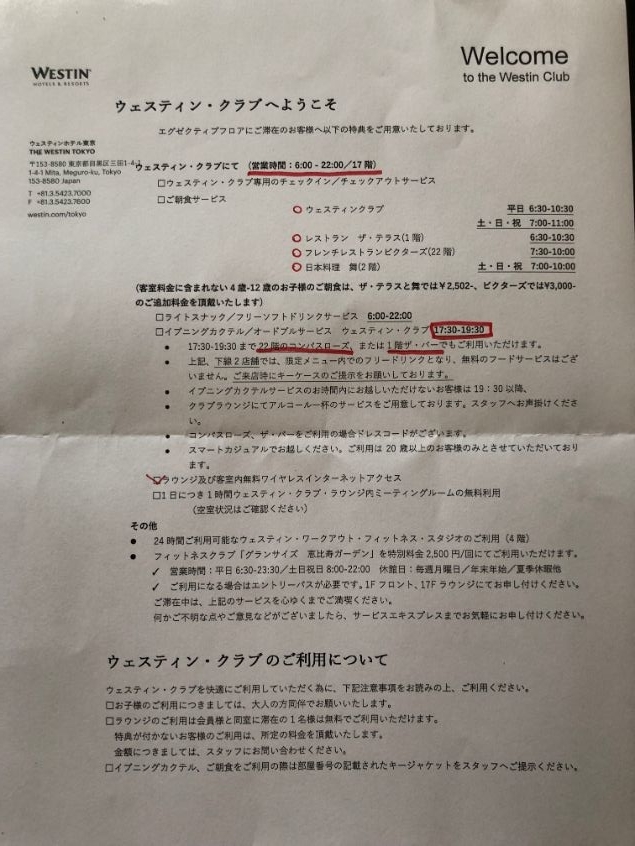 Welcome
to the Westin Club
WESTIN
HOTELS & RESORTS
ウェスティン・クラブへようこそ
エグゼクティブフロアにご滞在のお客様へ以下の特典をご用意いたしております。
ウェスティンホテル東京
THE WESTIN TOKYO
〒153-8580 東京都目黒区三田1-4-1
1-4-1 Mita, Meguro-ku, Tokyo
153-8580 Japan
T +81.3.5423.7000
F +81.3.5423.7600
westin.com/tokyo
ウェスティン・クラブにて (営業時間：6:00 - 22:00/17 階)
□ウェスティン・クラブ専用のチェックイン／チェックアウトサービス
□ご朝食サービス
ウェスティンクラブ 平日 6:30-10:30
土・日・祝 7:00-11:00
レストラン ザ・テラス(1 階) 6:30-10:30
フレンチレストランビクターズ(22 階) 7:30-10:00
日本料理 舞(2 階) 土・日・祝 7:00-10:00
(客室料金に含まれない 4 歳-12 歳のお子様のご朝食は、ザ・テラスと舞では￥2,502-、ビクターズでは￥3,000-
のご追加料金を頂戴いたします)
□ライトスナック／フリーソフトドリンクサービス 6:00-22:00
□イブニングカクテル／オードブルサービス ウェスティン・クラブ 17:30-19:30
• 17:30-19:30 まで 22 階のコンパスローズ、または 1 階ザ・バーでもご利用いただけます。
• 上記、下線 2 店舗では、限定メニュー内でのフリードリンクとなり、無料のフードサービスはござ
いません。ご来店時にキーケースのご提示をお願いしております。
• イブニングカクテルサービスのお時間内にお越しいただけないお客様は 19：30 以降、
• クラブラウンジにてアルコール一杯のサービスをご用意しております。スタッフへお声掛けくださ
い。
• コンパスローズ、ザ・バーをご利用の場合ドレスコードがございます。
• スマートカジュアルでお越しください。ご利用は 20 歳以上のお客様のみとさせていただいており
ます。
□ラウンジ及び客室内無料ワイヤレスインターネットアクセス
□1 日につき 1 時間ウェスティン・クラブ・ラウンジ内ミーティングルームの無料利用
(空室状況はご確認ください)
その他
● 24 時間ご利用可能なウェスティン・ワークアウト・フィットネス・スタジオのご利用（4 階）
● フィットネスクラブ「グランサイズ 恵比寿ガーデン」を特別料金 2,500 円/回にてご利用いただけます。
✓ 営業時間：平日 6:30-23:30／土日祝日 8:00-22:00 休館日：毎週月曜日／年末年始／夏季休暇他
✓ ご利用になる場合はエントリーパスが必要です。1F フロント、17F ラウンジにてお申し付けください。
ご滞在中は、上記のサービスを心ゆくまでご満喫ください。
何かご不明な点やご意見などがございましたら、サービスエキスプレスまでお気軽にお申し付けください。
ウェスティン・クラブのご利用について
ウェスティン・クラブを快適にご利用していただく為に、下記注意事項をお読みの上、ご利用ください。
□お子様のご利用につきましては、大人の方同伴でお願いいたします。
□ラウンジのご利用は会員様と同室に滞在の 1 名様は無料でご利用いただけます。
特典が付かないお客様のご利用は、所定の料金を頂戴いたします。
金額につきましては、スタッフにお問い合わせください。
□イブニングカクテル、ご朝食をご利用の際は部屋番号の記載されたキージャケットをスタッフへご提示ください。